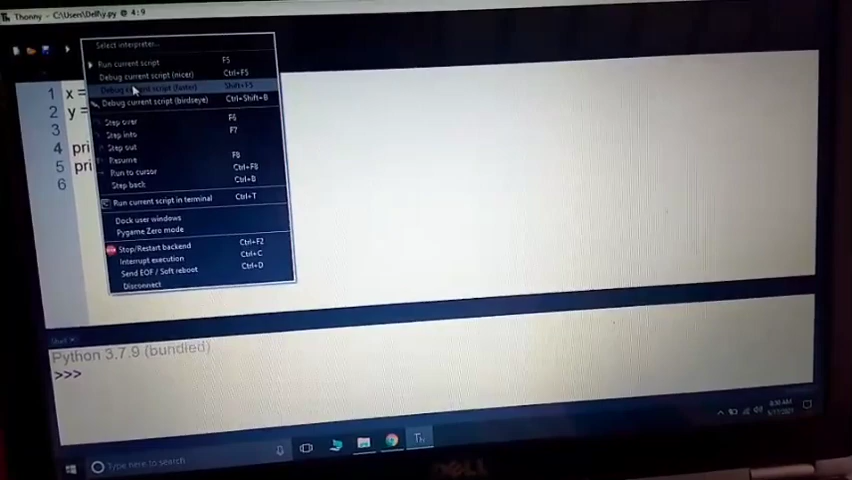 Thonny - C:\Users\Dell\y.py @ 4:9
Select interpreter...
Run current script F5
Debug current script (nicer) Ctrl+F5
Debug current script (faster) Shift+F5
Debug current script (birdseye) Ctrl+Shift+B
Step over F6
Step into F7
Step out
Resume F8
Run to cursor Ctrl+F8
Step back Ctrl+B
Run current script in terminal Ctrl+T
Dock user windows
Pygame Zero mode
Stop/Restart backend Ctrl+F2
Interrupt execution Ctrl+C
Send EOF / Soft reboot Ctrl+D
Disconnect
1 x =
2 y =
3
4 pri
5 pri
6
Shell
Python 3.7.9 (bundled)
>>>
Type here to search
DELL